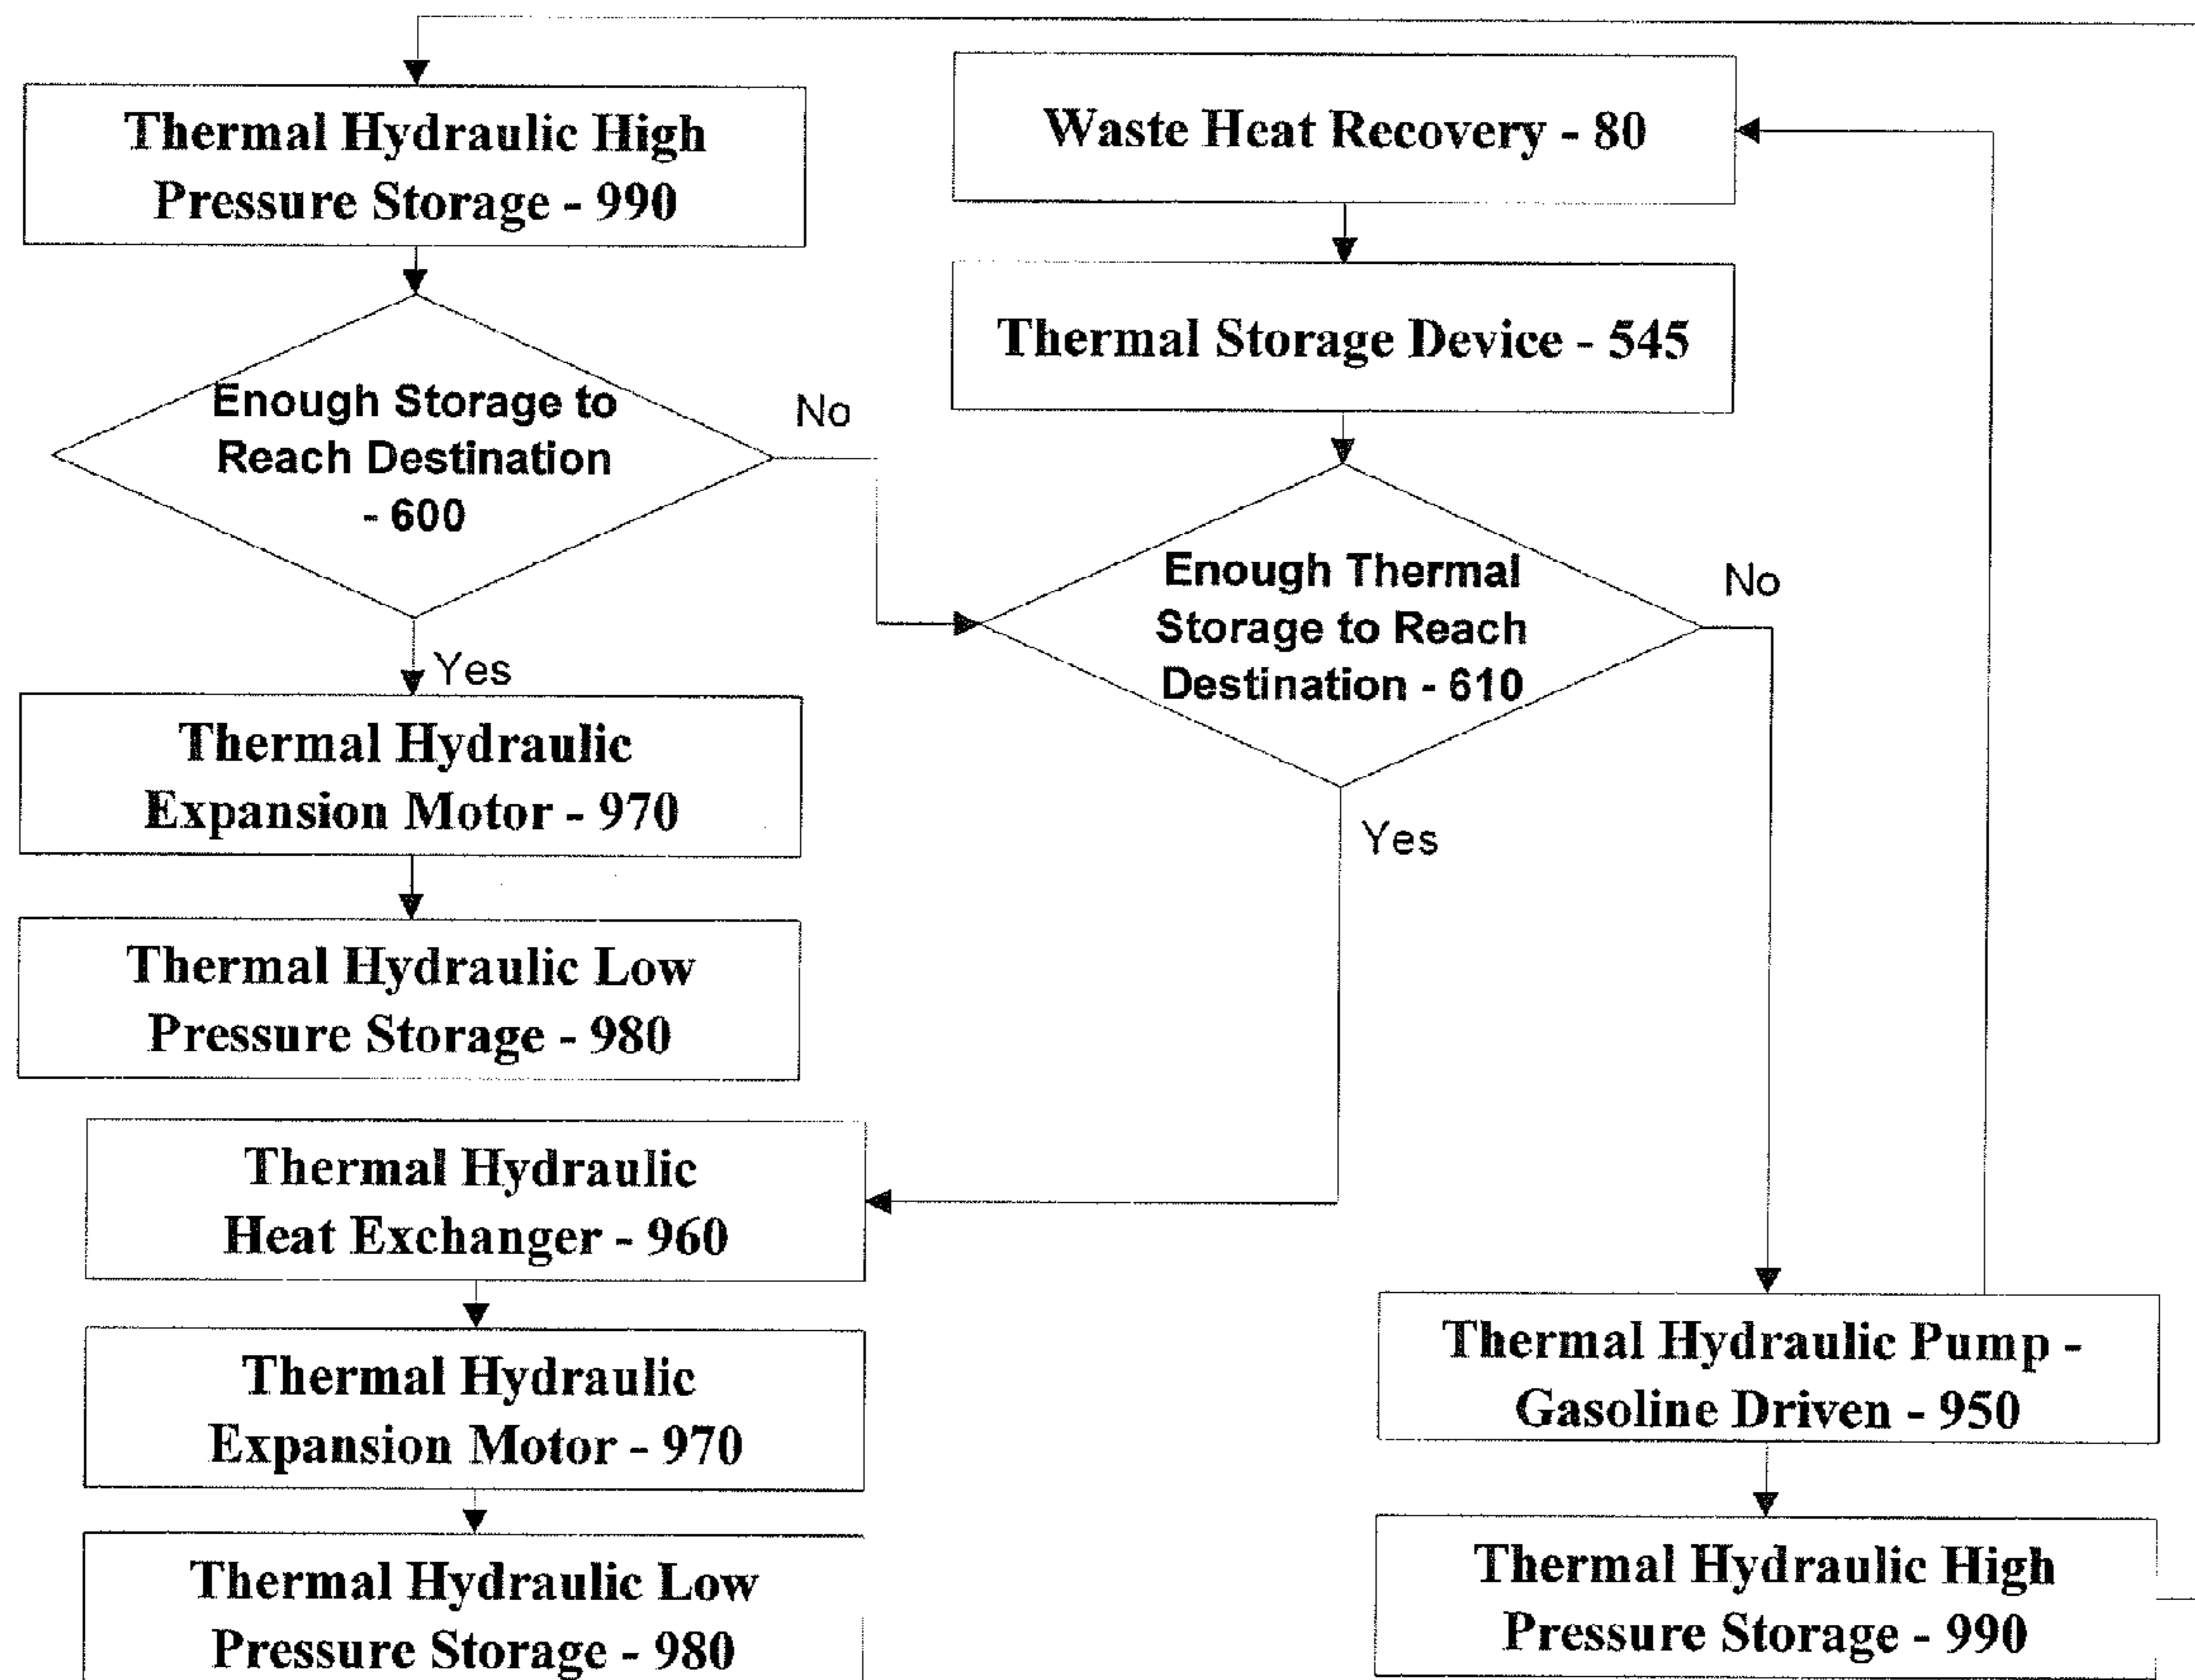 Thermal Hydraulic High
Pressure Storage - 990
Waste Heat Recovery - 80
Thermal Storage Device - 545
Enough Storage to
Reach Destination
- 600
No
Yes
Enough Thermal
Storage to Reach
Destination - 610
No
Yes
Thermal Hydraulic
Expansion Motor - 970
Thermal Hydraulic Low
Pressure Storage - 980
Thermal Hydraulic
Heat Exchanger - 960
Thermal Hydraulic
Expansion Motor - 970
Thermal Hydraulic Low
Pressure Storage - 980
Thermal Hydraulic Pump -
Gasoline Driven - 950
Thermal Hydraulic High
Pressure Storage - 990